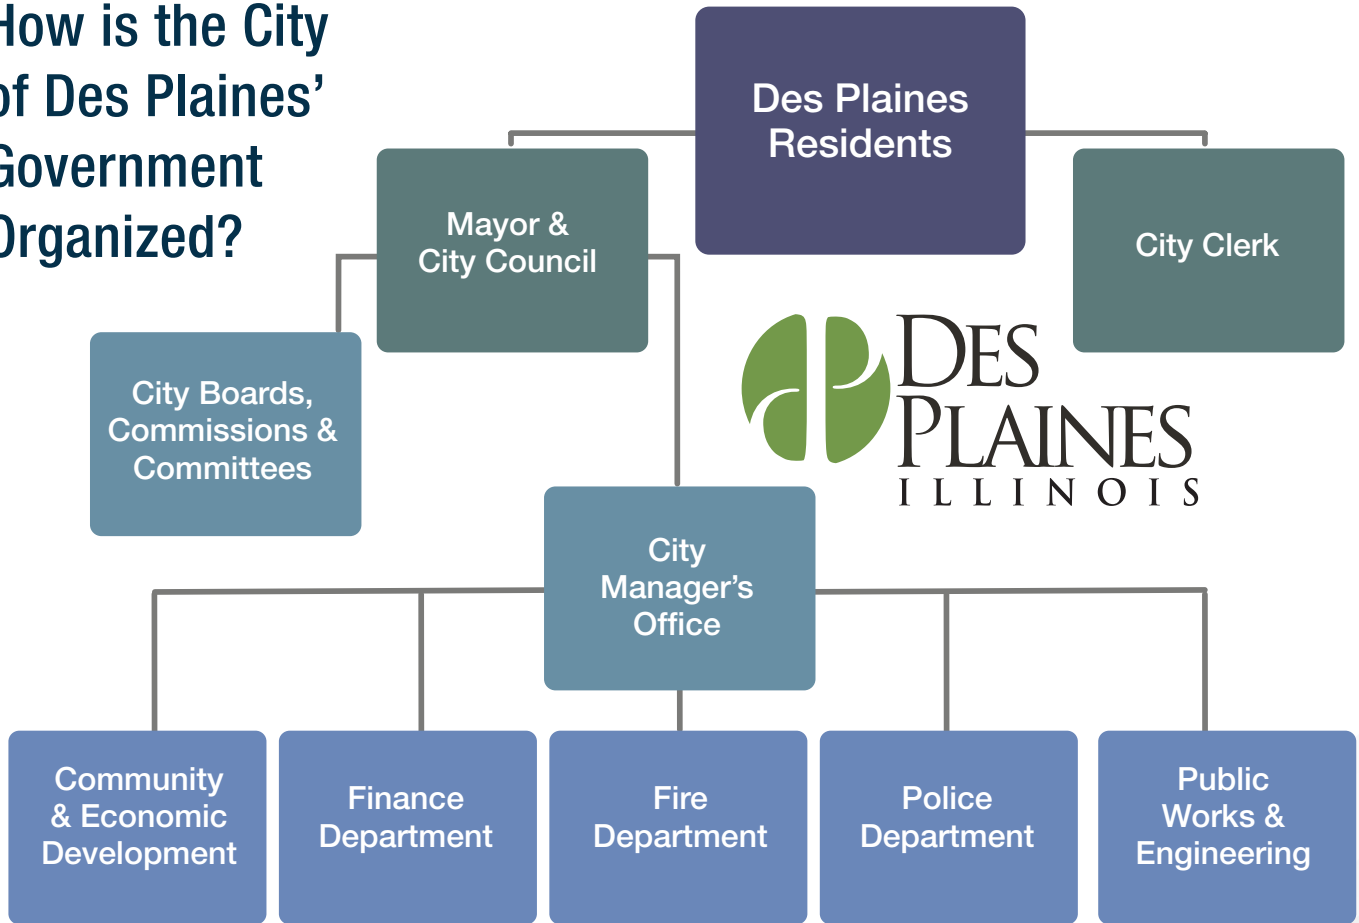 How is the City
of Des Plaines’
Government
Organized?
Des Plaines
Residents
Mayor &
City Council
City Clerk
City Boards,
Commissions &
Committees
DES
PLAINES
ILLINOIS
City
Manager’s
Office
Community
& Economic
Development
Finance
Department
Fire
Department
Police
Department
Public
Works &
Engineering